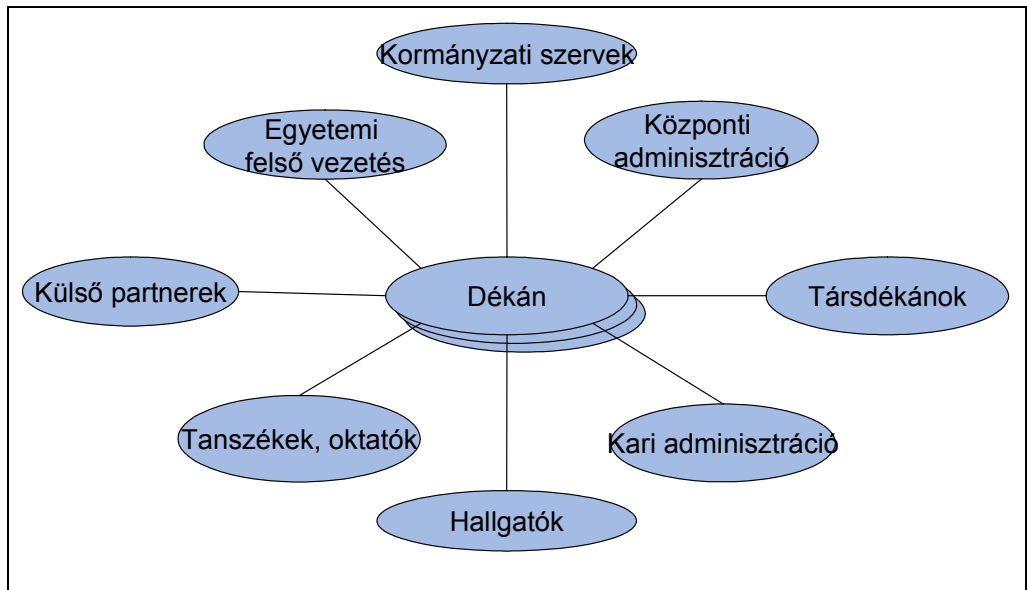 Kormányzati szervek
Egyetemi
felső vezetés
Központi
adminisztráció
Külső partnerek
Dékán
Társdékánok
Tanszékek, oktatók
Kari adminisztráció
Hallgatók